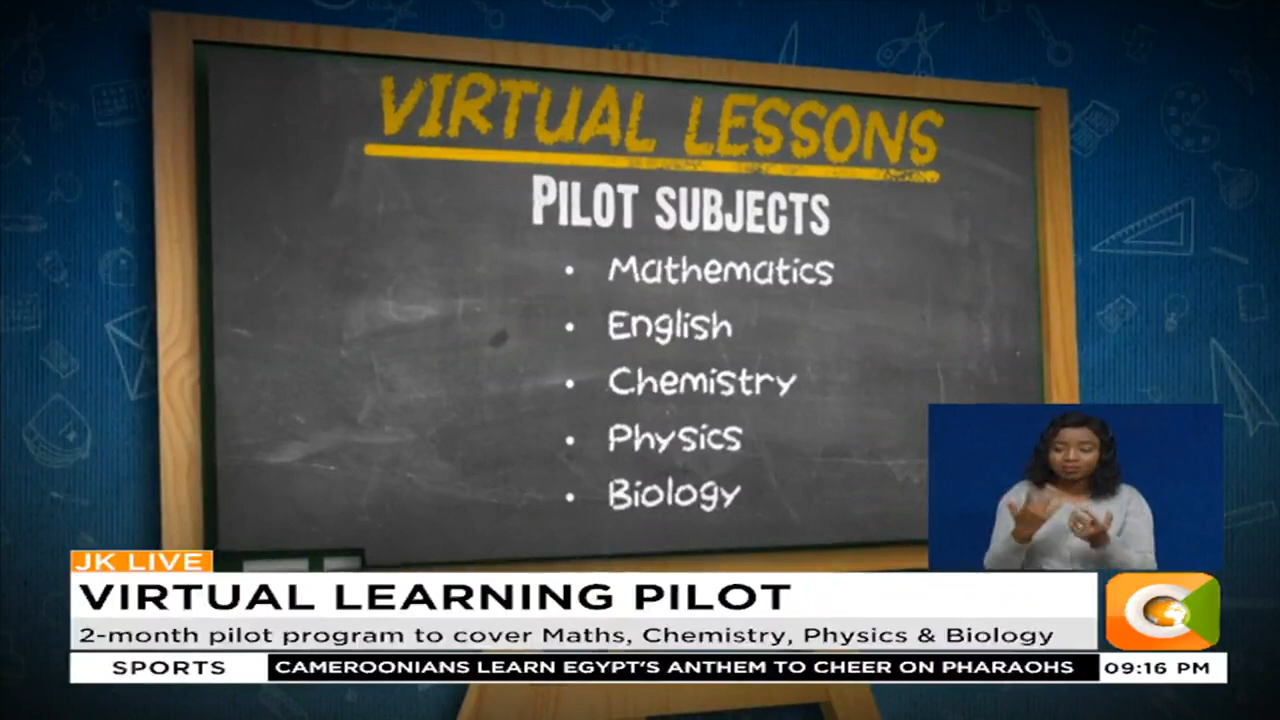 VIRTUAL LESSONS
PILOT SUBJECTS
• Mathematics
• English
• Chemistry
• Physics
• Biology
JK LIVE
VIRTUAL LEARNING PILOT
2-month pilot program to cover Maths, Chemistry, Physics & Biology
SPORTS CAMEROONIANS LEARN EGYPT'S ANTHEM TO CHEER ON PHARAOHS 09:16 PM